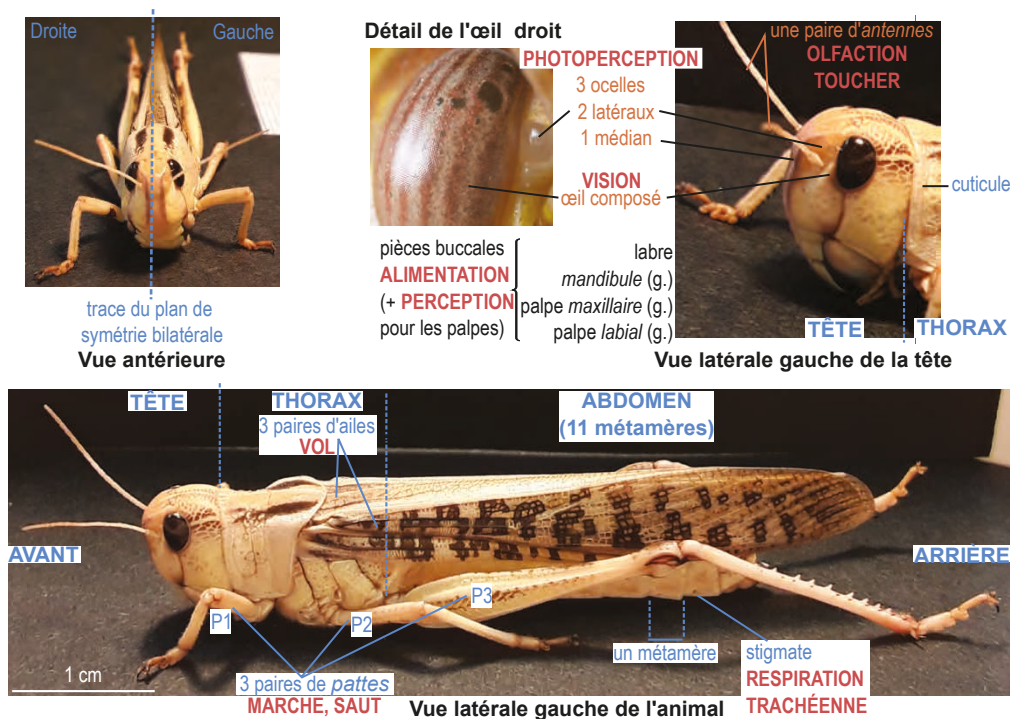 Droite
Gauche
trace du plan de
symétrie bilatérale
Vue antérieure
Détail de l'œil droit
PHOTOPERCEPTION
3 ocelles
2 latéraux
1 médian
VISION
œil composé
pièces buccales
ALIMENTATION
(+ PERCEPTION
pour les palpes)
labre
mandibule (g.)
palpe maxillaire (g.)
palpe labial (g.)
une paire d'antennes
OLFACTION
TOUCHER
cuticule
TÊTE
THORAX
Vue latérale gauche de la tête
TÊTE
THORAX
3 paires d'ailes
VOL
ABDOMEN
(11 métamères)
AVANT
ARRIÈRE
P1
P2
P3
1 cm
3 paires de pattes
MARCHE, SAUT
un métamère
stigmate
RESPIRATION
TRACHÉENNE
Vue latérale gauche de l'animal